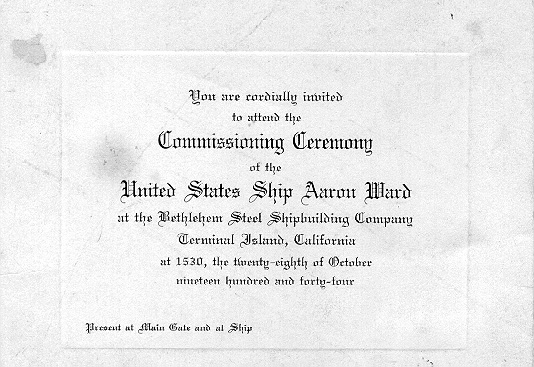 You are cordially invited
to attend the
Commissioning Ceremony
of the
United States Ship Aaron Ward
at the Bethlehem Steel Shipbuilding Company
Terminal Island, California
at 1530, the twenty-eighth of October
nineteen hundred and forty-four
Present at Main Gate and at Ship